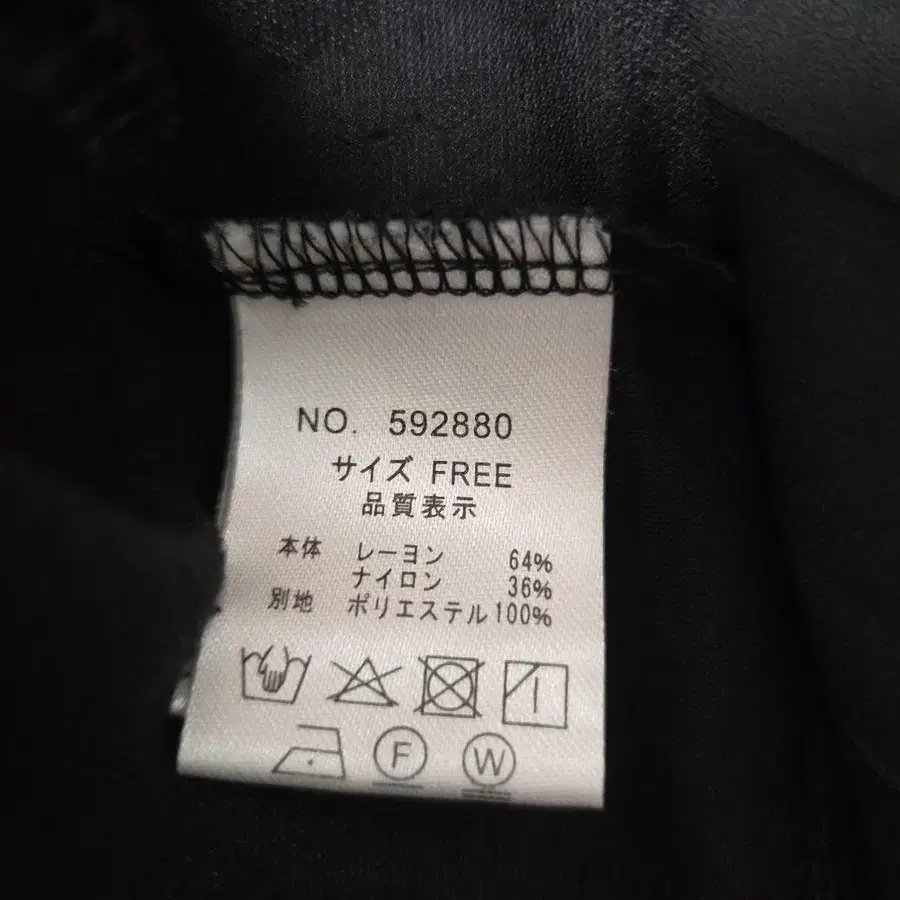 NO. 592880
サイズ FREE
品質表示
本体 レーヨン 64%
ナイロン 36%
別地 ポリエステル 100%
F W